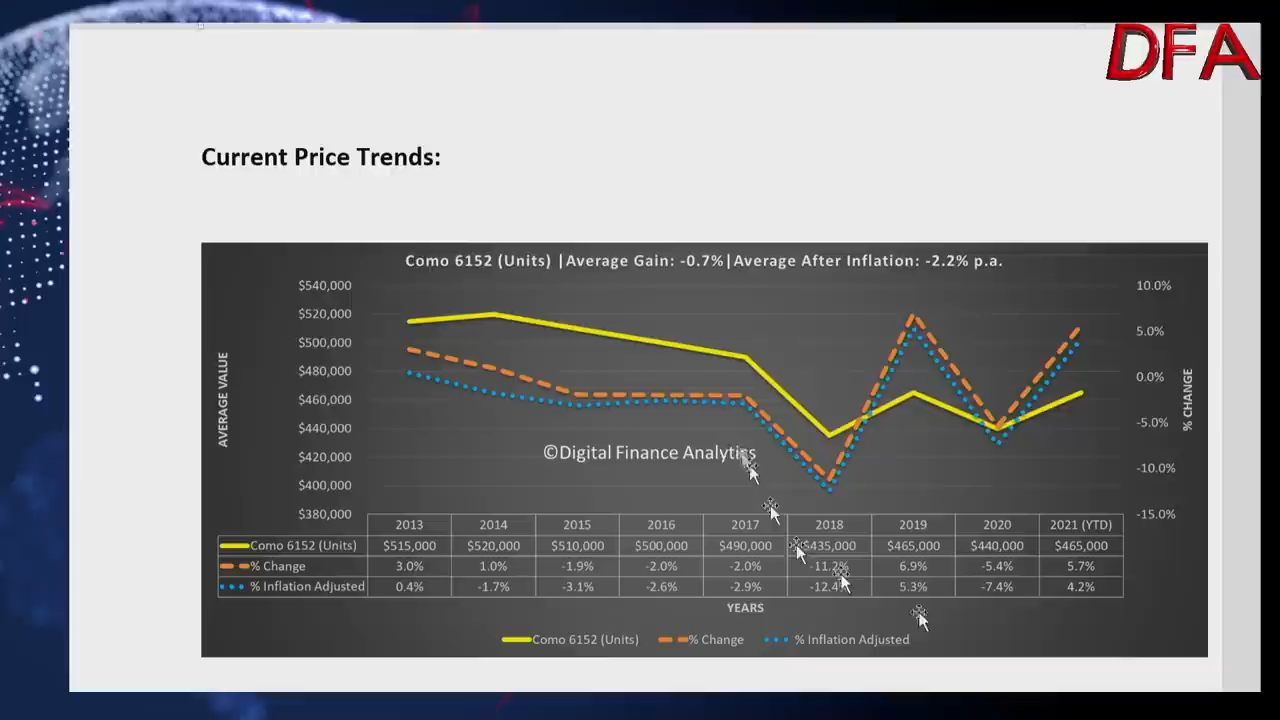 DFA
Current Price Trends:
Como 6152 (Units) |Average Gain: -0.7%|Average After Inflation: -2.2% p.a.
$540,000 10.0%
$520,000
$500,000 5.0%
$480,000 0.0%
$460,000
$440,000 -5.0%
$420,000 -10.0%
$400,000
$380,000 -15.0%
AVERAGE VALUE
% CHANGE
©Digital Finance Analytics
2013 2014 2015 2016 2017 2018 2019 2020 2021 (YTD)
Como 6152 (Units) $515,000 $520,000 $510,000 $500,000 $490,000 $435,000 $465,000 $440,000 $465,000
% Change 3.0% 1.0% -1.9% -2.0% -2.0% -11.2% 6.9% -5.4% 5.7%
% Inflation Adjusted 0.4% -1.7% -3.1% -2.6% -2.9% -12.4% 5.3% -7.4% 4.2%
YEARS
Como 6152 (Units) % Change % Inflation Adjusted